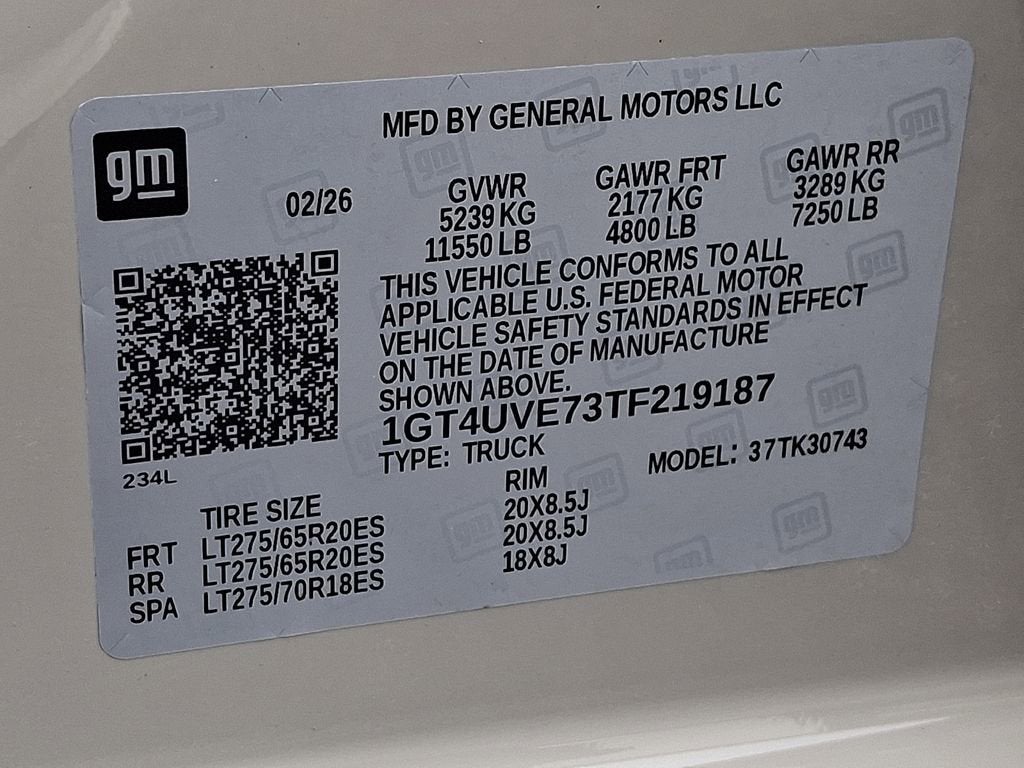 MFD BY GENERAL MOTORS LLC
gm
02/26
GVWR GAWR FRT GAWR RR
5239 KG 2177 KG 3289 KG
11550 LB 4800 LB 7250 LB
THIS VEHICLE CONFORMS TO ALL
APPLICABLE U.S. FEDERAL MOTOR
VEHICLE SAFETY STANDARDS IN EFFECT
ON THE DATE OF MANUFACTURE
SHOWN ABOVE.
1GT4UVE73TF219187
TYPE: TRUCK MODEL: 37TK30743
234L
TIRE SIZE RIM
FRT LT275/65R20ES 20X8.5J
RR LT275/65R20ES 20X8.5J
SPA LT275/70R18ES 18X8J